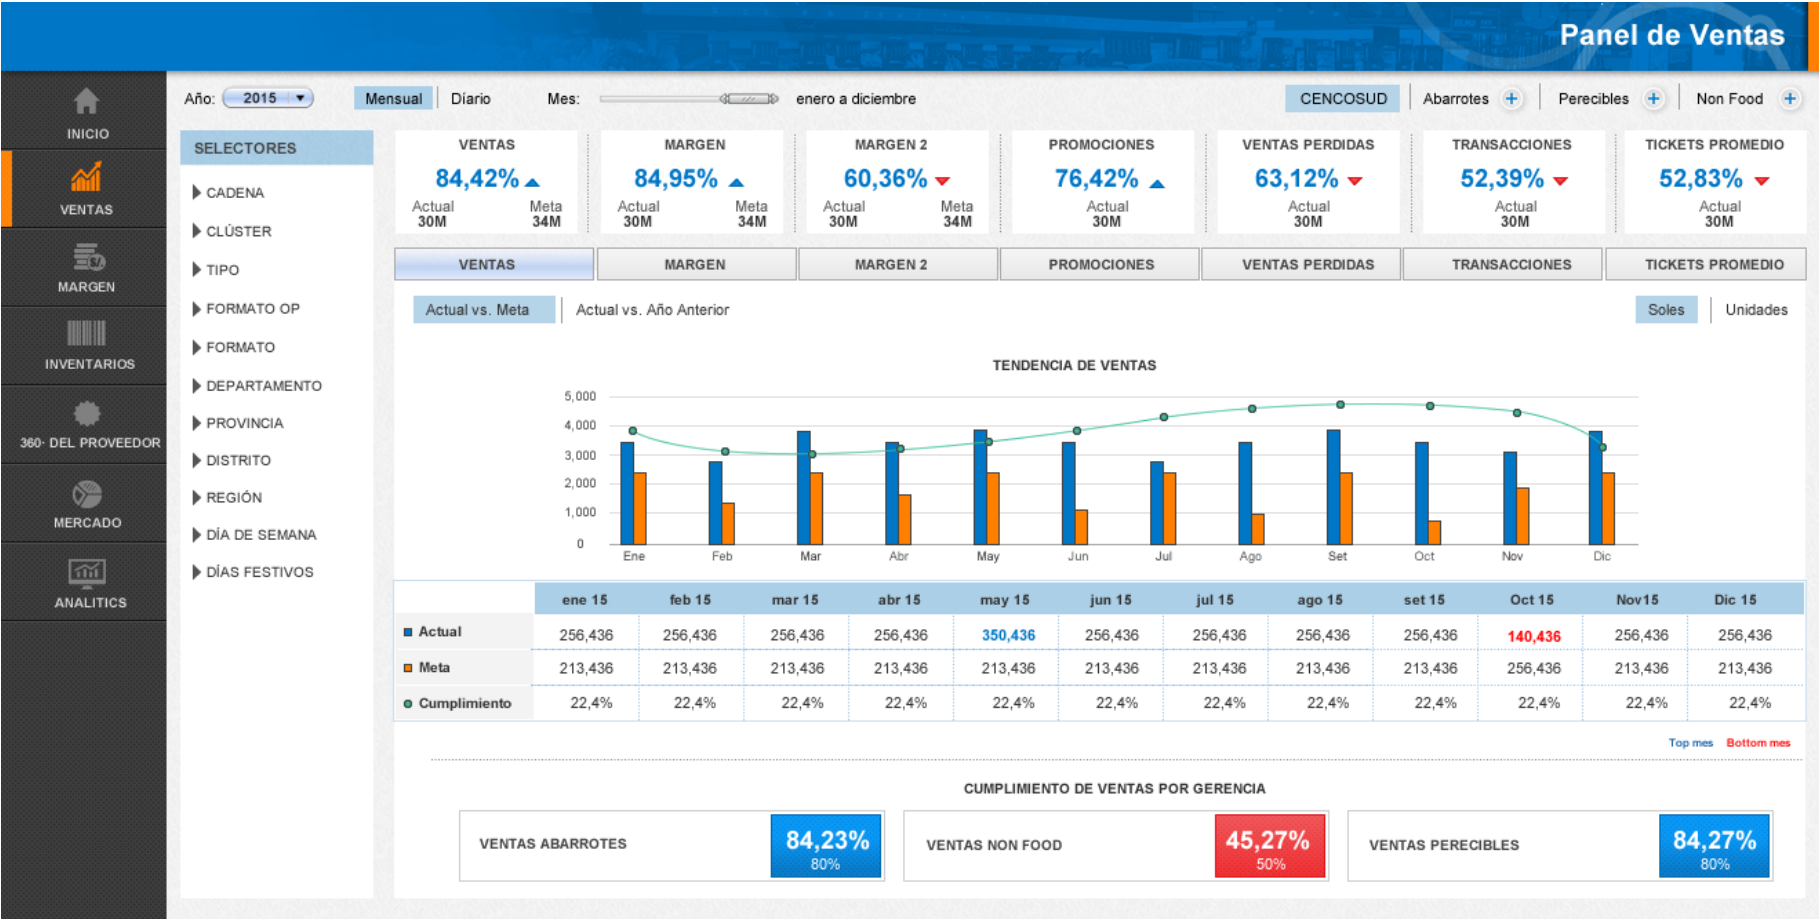 Panel de Ventas
Año: 2015 Mensual Díario Mes: enero a diciembre CENCOSUD Abarrotes + Perecibles + Non Food +
INICIO
VENTAS
MARGEN
INVENTARIOS
360· DEL PROVEEDOR
MERCADO
ANALITICS
SELECTORES
CADENA
CLÚSTER
TIPO
FORMATO OP
FORMATO
DEPARTAMENTO
PROVINCIA
DISTRITO
REGIÓN
DÍA DE SEMANA
DÍAS FESTIVOS
VENTAS
84,42%
Actual Meta
30M 34M
MARGEN
84,95%
Actual Meta
30M 34M
MARGEN 2
60,36%
Actual Meta
30M 34M
PROMOCIONES
76,42%
Actual
30M
VENTAS PERDIDAS
63,12%
Actual
30M
TRANSACCIONES
52,39%
Actual
30M
TICKETS PROMEDIO
52,83%
Actual
30M
VENTAS MARGEN MARGEN 2 PROMOCIONES VENTAS PERDIDAS TRANSACCIONES TICKETS PROMEDIO
Actual vs. Meta Actual vs. Año Anterior Soles Unidades
TENDENCIA DE VENTAS
5,000
4,000
3,000
2,000
1,000
0
Ene Feb Mar Abr May Jun Jul Ago Set Oct Nov Dic
ene 15 feb 15 mar 15 abr 15 may 15 jun 15 jul 15 ago 15 set 15 Oct 15 Nov15 Dic 15
Actual 256,436 256,436 256,436 256,436 350,436 256,436 256,436 256,436 256,436 140,436 256,436 256,436
Meta 213,436 213,436 213,436 213,436 213,436 213,436 213,436 213,436 213,436 256,436 213,436 213,436
Cumplimiento 22,4% 22,4% 22,4% 22,4% 22,4% 22,4% 22,4% 22,4% 22,4% 22,4% 22,4% 22,4%
Top mes Bottom mes
CUMPLIMIENTO DE VENTAS POR GERENCIA
VENTAS ABARROTES 84,23%
80%
VENTAS NON FOOD 45,27%
50%
VENTAS PERECIBLES 84,27%
80%